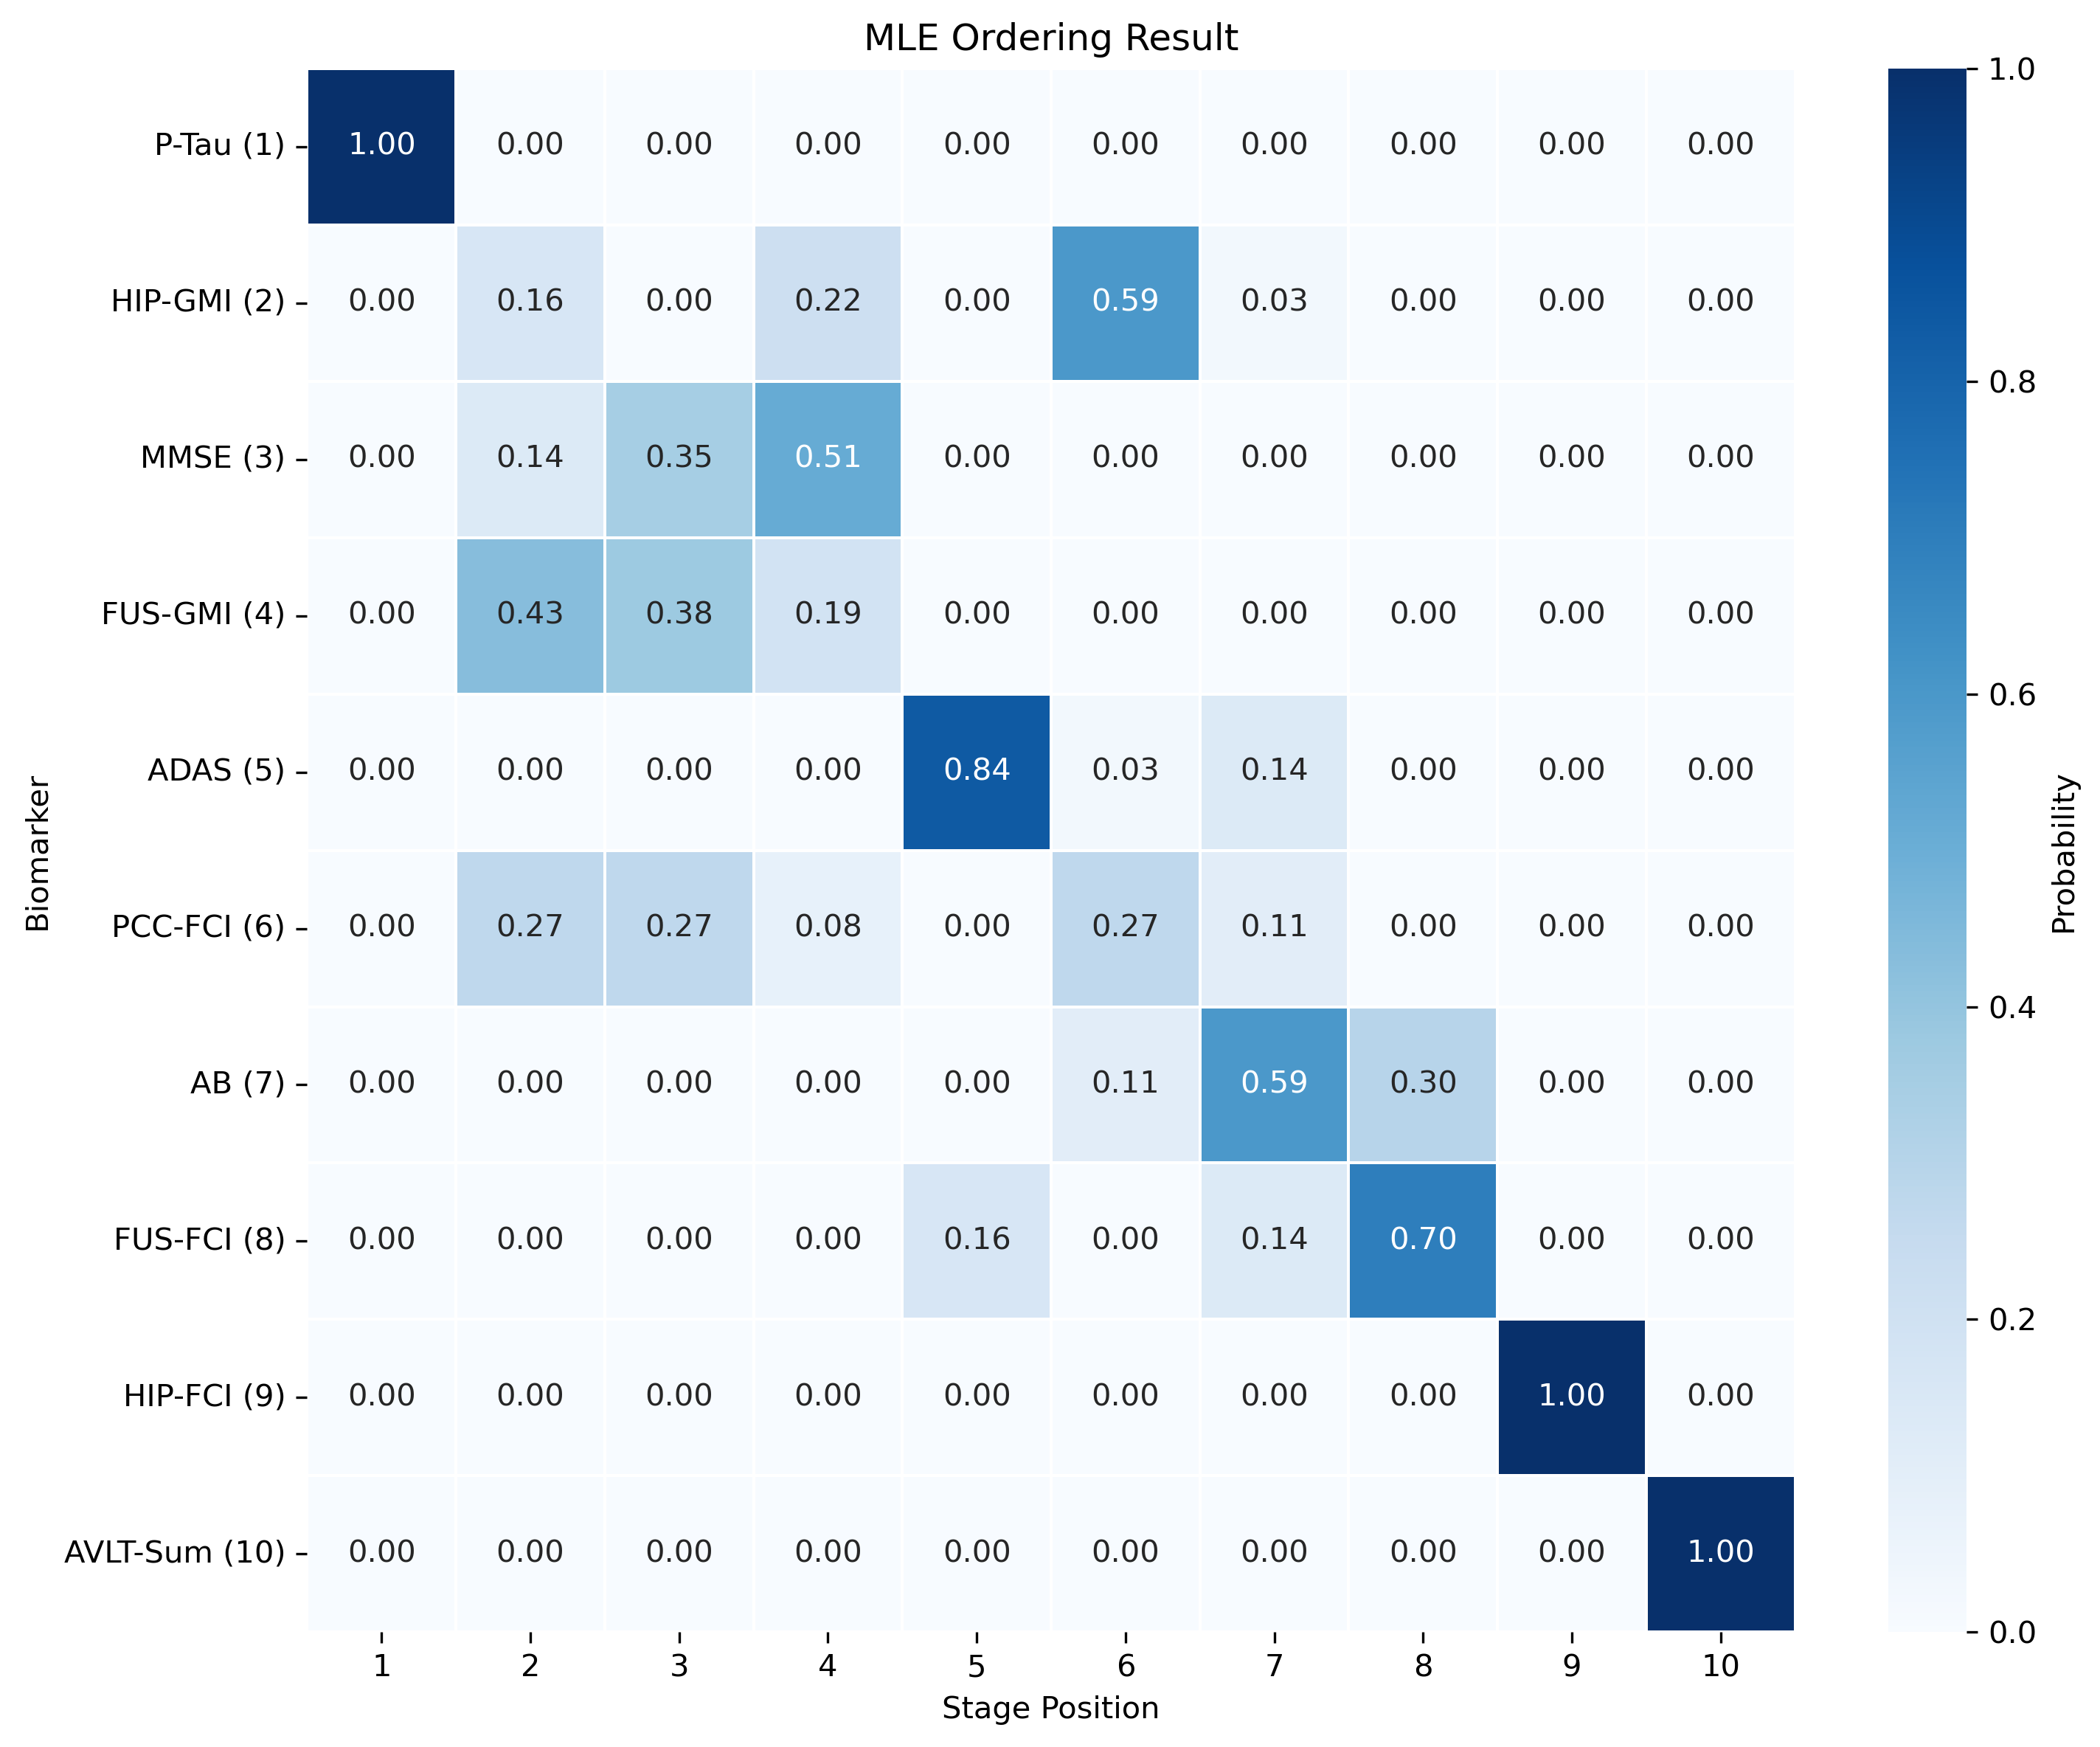 MLE Ordering Result
P-Tau (1) 1.00 0.00 0.00 0.00 0.00 0.00 0.00 0.00 0.00 0.00
HIP-GMI (2) 0.00 0.16 0.00 0.22 0.00 0.59 0.03 0.00 0.00 0.00
MMSE (3) 0.00 0.14 0.35 0.51 0.00 0.00 0.00 0.00 0.00 0.00
FUS-GMI (4) 0.00 0.43 0.38 0.19 0.00 0.00 0.00 0.00 0.00 0.00
ADAS (5) 0.00 0.00 0.00 0.00 0.84 0.03 0.14 0.00 0.00 0.00
PCC-FCI (6) 0.00 0.27 0.27 0.08 0.00 0.27 0.11 0.00 0.00 0.00
AB (7) 0.00 0.00 0.00 0.00 0.00 0.11 0.59 0.30 0.00 0.00
FUS-FCI (8) 0.00 0.00 0.00 0.00 0.16 0.00 0.14 0.70 0.00 0.00
HIP-FCI (9) 0.00 0.00 0.00 0.00 0.00 0.00 0.00 0.00 1.00 0.00
AVLT-Sum (10) 0.00 0.00 0.00 0.00 0.00 0.00 0.00 0.00 0.00 1.00
1 2 3 4 5 6 7 8 9 10
Stage Position
Biomarker
1.0
0.8
0.6
0.4
0.2
0.0
Probability